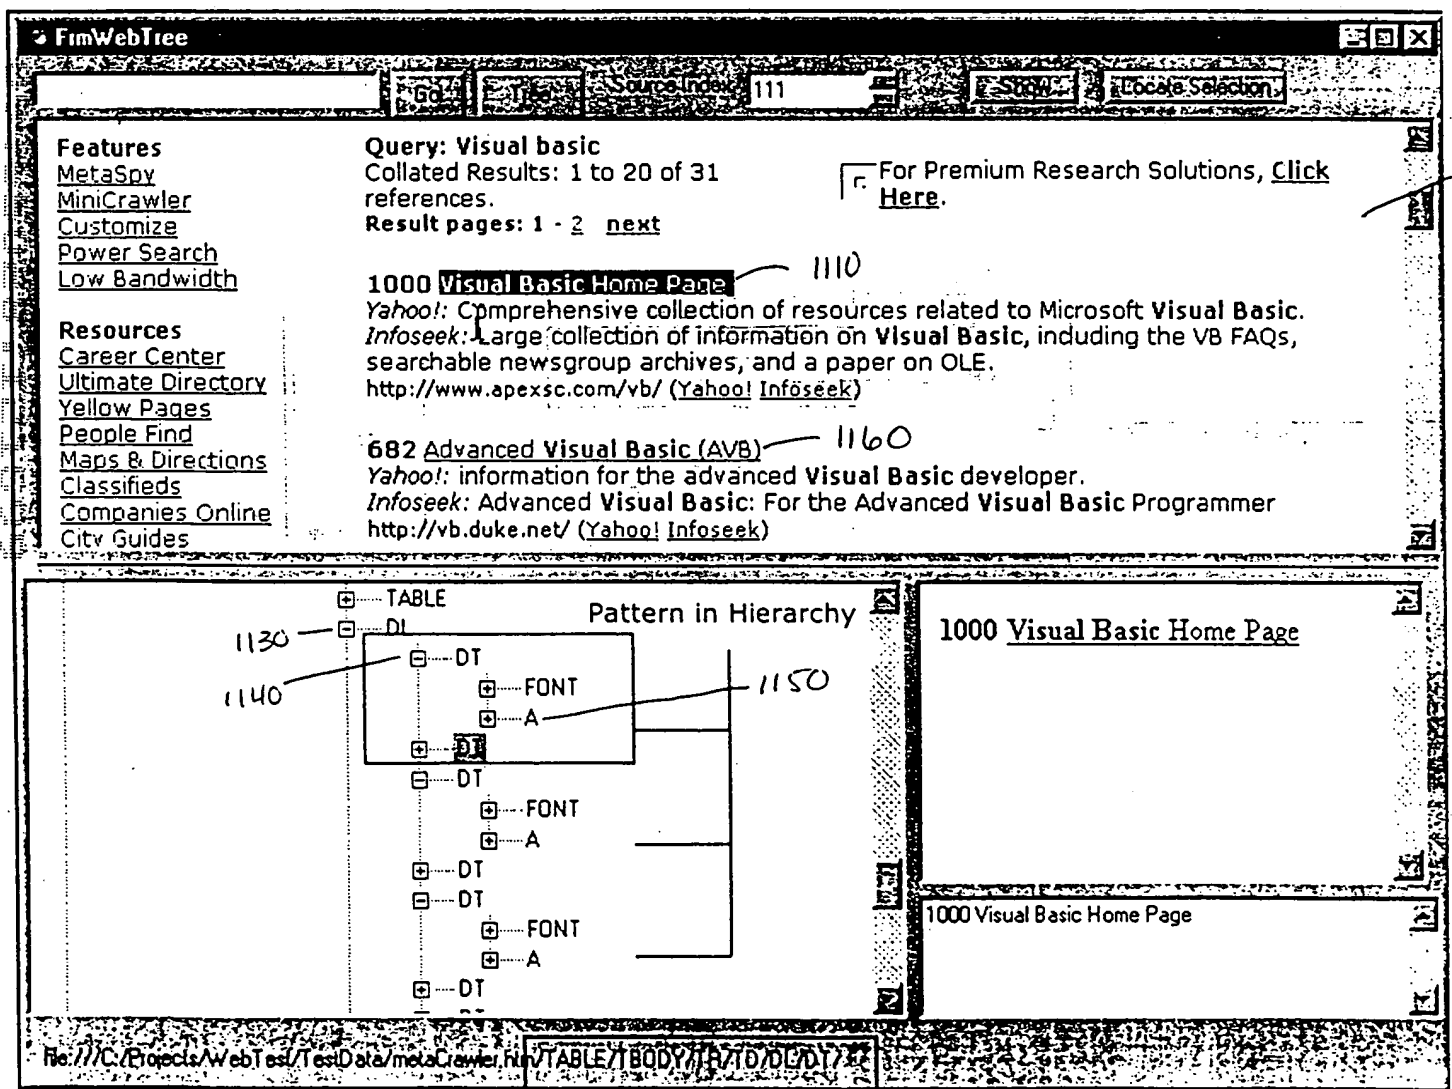 FrmWebTree
Go Tree Source Index 111 Show Locate Selection
Features
MetaSpy
MiniCrawler
Customize
Power Search
Low Bandwidth
Resources
Career Center
Ultimate Directory
Yellow Pages
People Find
Maps & Directions
Classifieds
Companies Online
City Guides
Query: Visual basic
Collated Results: 1 to 20 of 31
references.
Result pages: 1 - 2 next
For Premium Research Solutions, Click
Here.
1000 Visual Basic Home Page 1110
Yahoo!: Comprehensive collection of resources related to Microsoft Visual Basic.
Infoseek: Large collection of information on Visual Basic, including the VB FAQs,
searchable newsgroup archives, and a paper on OLE.
http://www.apexsc.com/vb/ (Yahoo! Infoseek)
682 Advanced Visual Basic (AVB) 1160
Yahoo!: information for the advanced Visual Basic developer.
Infoseek: Advanced Visual Basic: For the Advanced Visual Basic Programmer
http://vb.duke.net/ (Yahoo! Infoseek)
TABLE
Pattern in Hierarchy
1130 DL
1140 DT
FONT
A 1150
DT
DT
FONT
A
DT
DT
FONT
A
DT
1000 Visual Basic Home Page
1000 Visual Basic Home Page
file:///C:/Projects/WebTest/TestData/metaCrawler.htm/TABLE/TBODY/TR/TD/DL/DT/